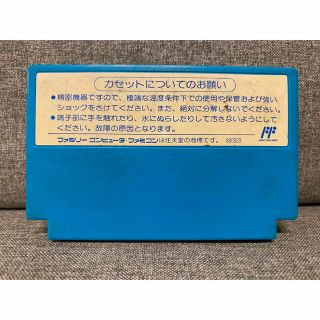 カセットについてのお願い
●精密機器ですので、極端な温度条件下での使用や保管および強い
ショックをさけてください。また、絶対に分解しないでください。
●端子部に手を触れたり、水にぬらしたりして汚さないようにして
ください。故障の原因となります。
ファミリーコンピュータ・ファミコンは任天堂の商標です。